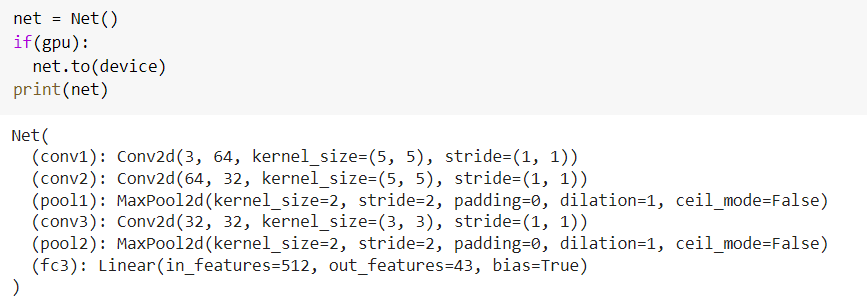 net = Net()
if(gpu):
  net.to(device)
print(net)
Net(
  (conv1): Conv2d(3, 64, kernel_size=(5, 5), stride=(1, 1))
  (conv2): Conv2d(64, 32, kernel_size=(5, 5), stride=(1, 1))
  (pool1): MaxPool2d(kernel_size=2, stride=2, padding=0, dilation=1, ceil_mode=False)
  (conv3): Conv2d(32, 32, kernel_size=(3, 3), stride=(1, 1))
  (pool2): MaxPool2d(kernel_size=2, stride=2, padding=0, dilation=1, ceil_mode=False)
  (fc3): Linear(in_features=512, out_features=43, bias=True)
)